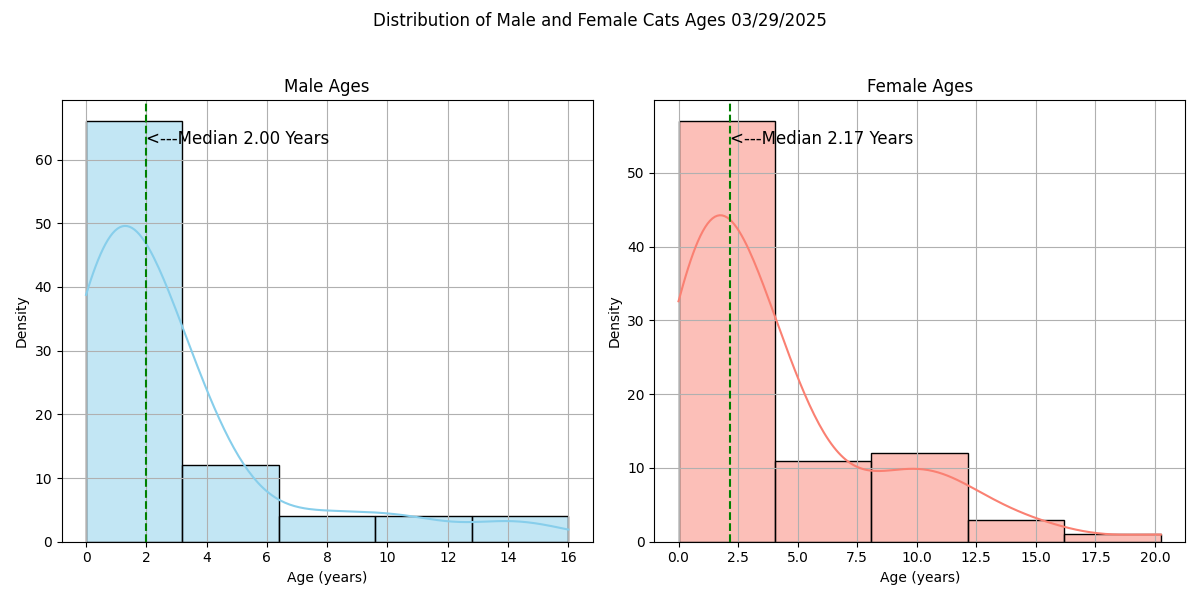 Distribution of Male and Female Cats Ages 03/29/2025
Male Ages
<---Median 2.00 Years
Density
60
50
40
30
20
10
0
0 2 4 6 8 10 12 14 16
Age (years)
Female Ages
<---Median 2.17 Years
Density
50
40
30
20
10
0
0.0 2.5 5.0 7.5 10.0 12.5 15.0 17.5 20.0
Age (years)